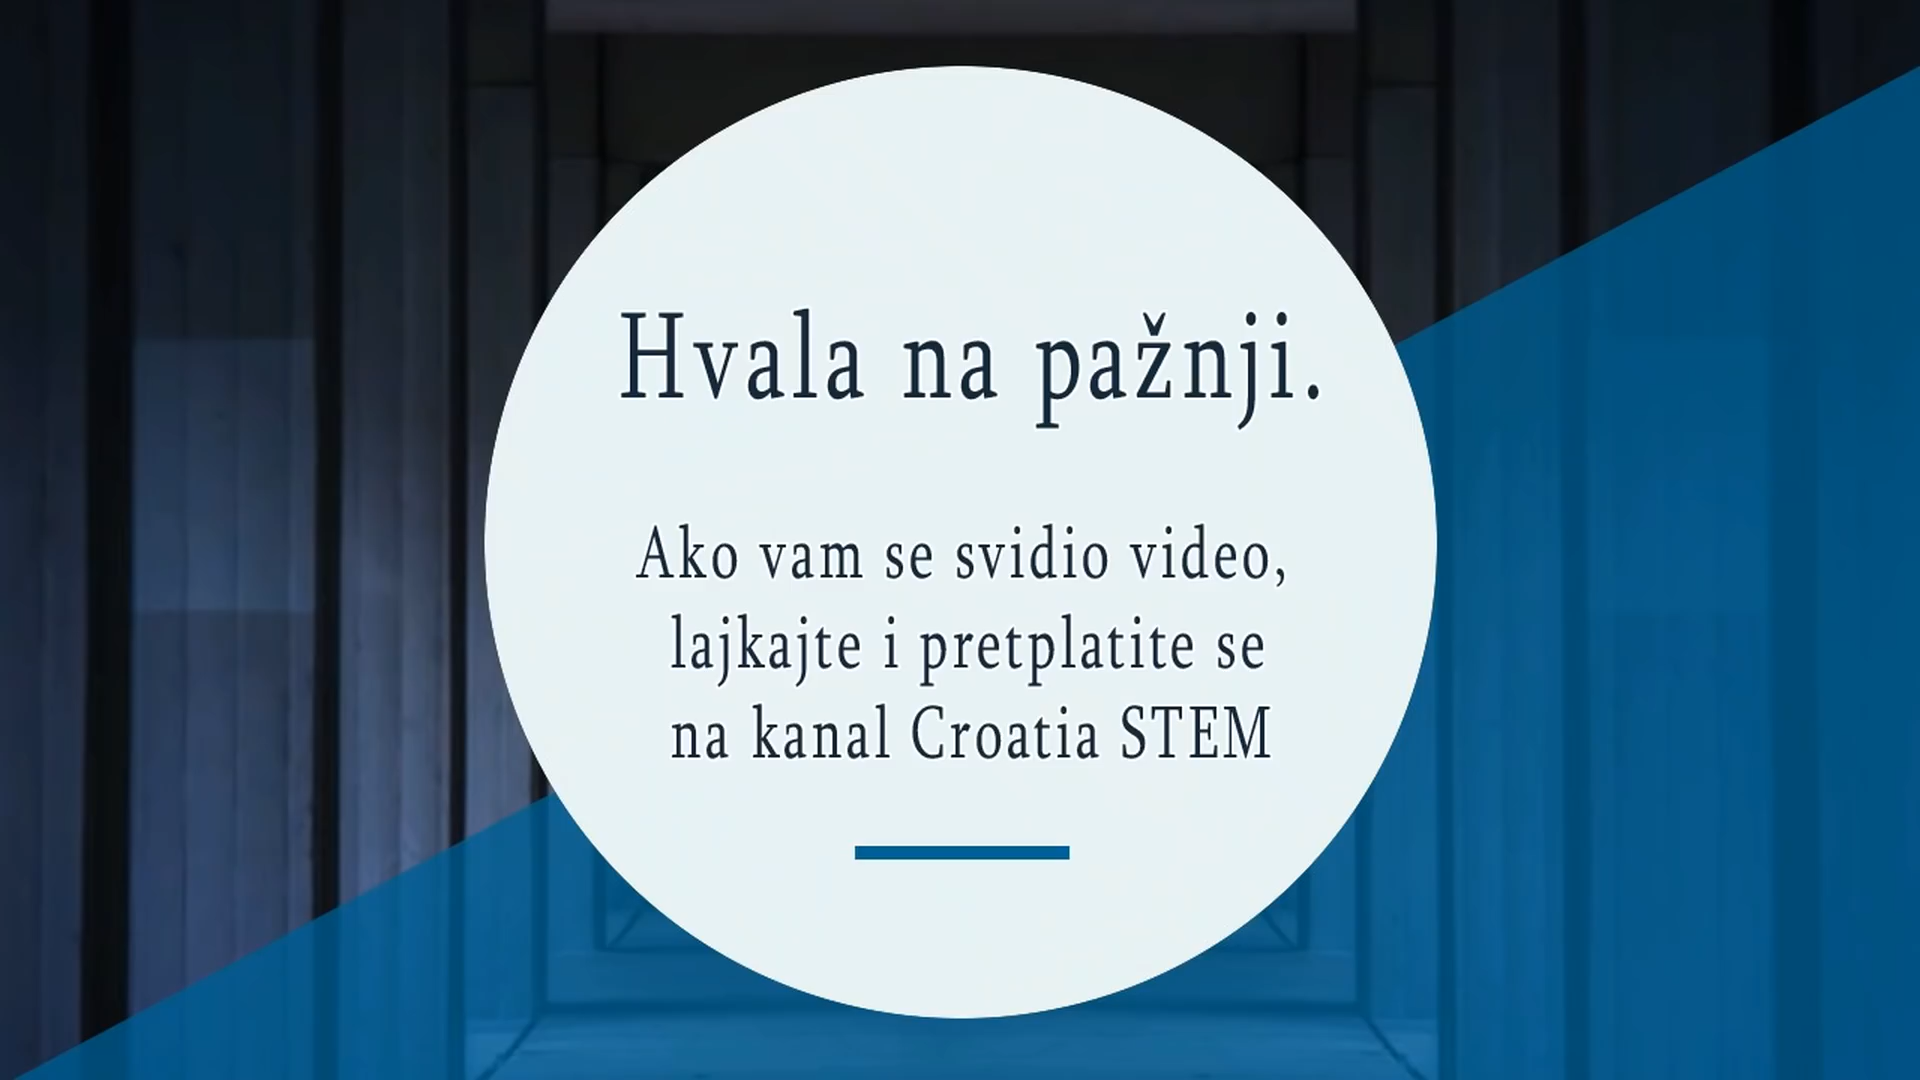 Hvala na pažnji.
Ako vam se svidio video,
lajkajte i pretplatite se
na kanal Croatia STEM